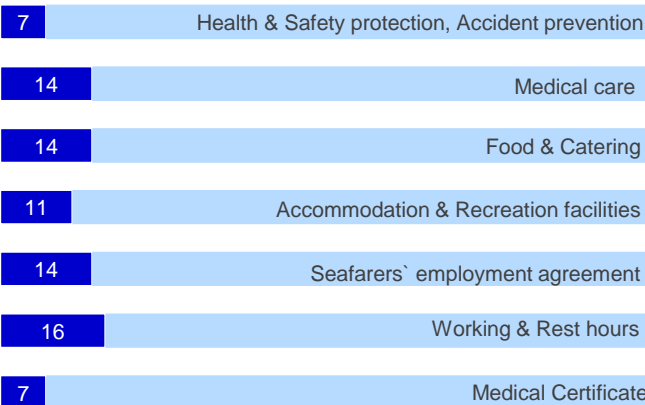 7 Health & Safety protection, Accident prevention
14 Medical care
14 Food & Catering
11 Accommodation & Recreation facilities
14 Seafarers` employment agreement
16 Working & Rest hours
7 Medical Certificate